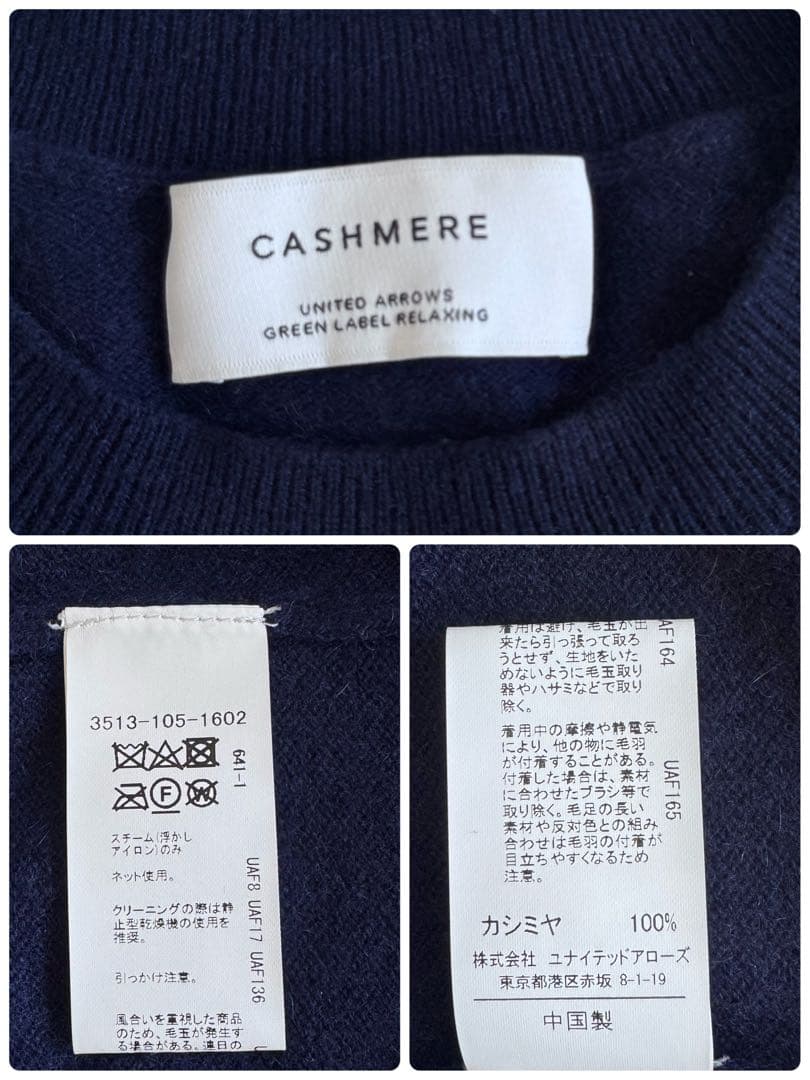 CASHMERE
UNITED ARROWS
GREEN LABEL RELAXING
3513-105-1602
641-1
F
W
スチーム(浮かし
アイロン)のみ
ネット使用。
クリーニングの際は静
止型乾燥機の使用を
推奨。
引っかけ注意。
風合いを重視した商品
のため、毛玉が発生す
る場合がある。連日の
UAF8 UAF17 UAF136
着用は避け、毛玉が出
来たら引っ張って取ろ
うとせず、生地をいた
めないように毛玉取り
器やハサミなどで取り
除く。
着用中の摩擦や静電気
により、他の物に毛羽
が付着することがある。
付着した場合は、素材
に合わせたブラシ等で
取り除く。毛足の長い
素材や反対色との組み
合わせは毛羽の付着が
目立ちやすくなるため
注意。
AF164
UAF165
カシミヤ 100%
株式会社 ユナイテッドアローズ
東京都港区赤坂 8-1-19
中国製